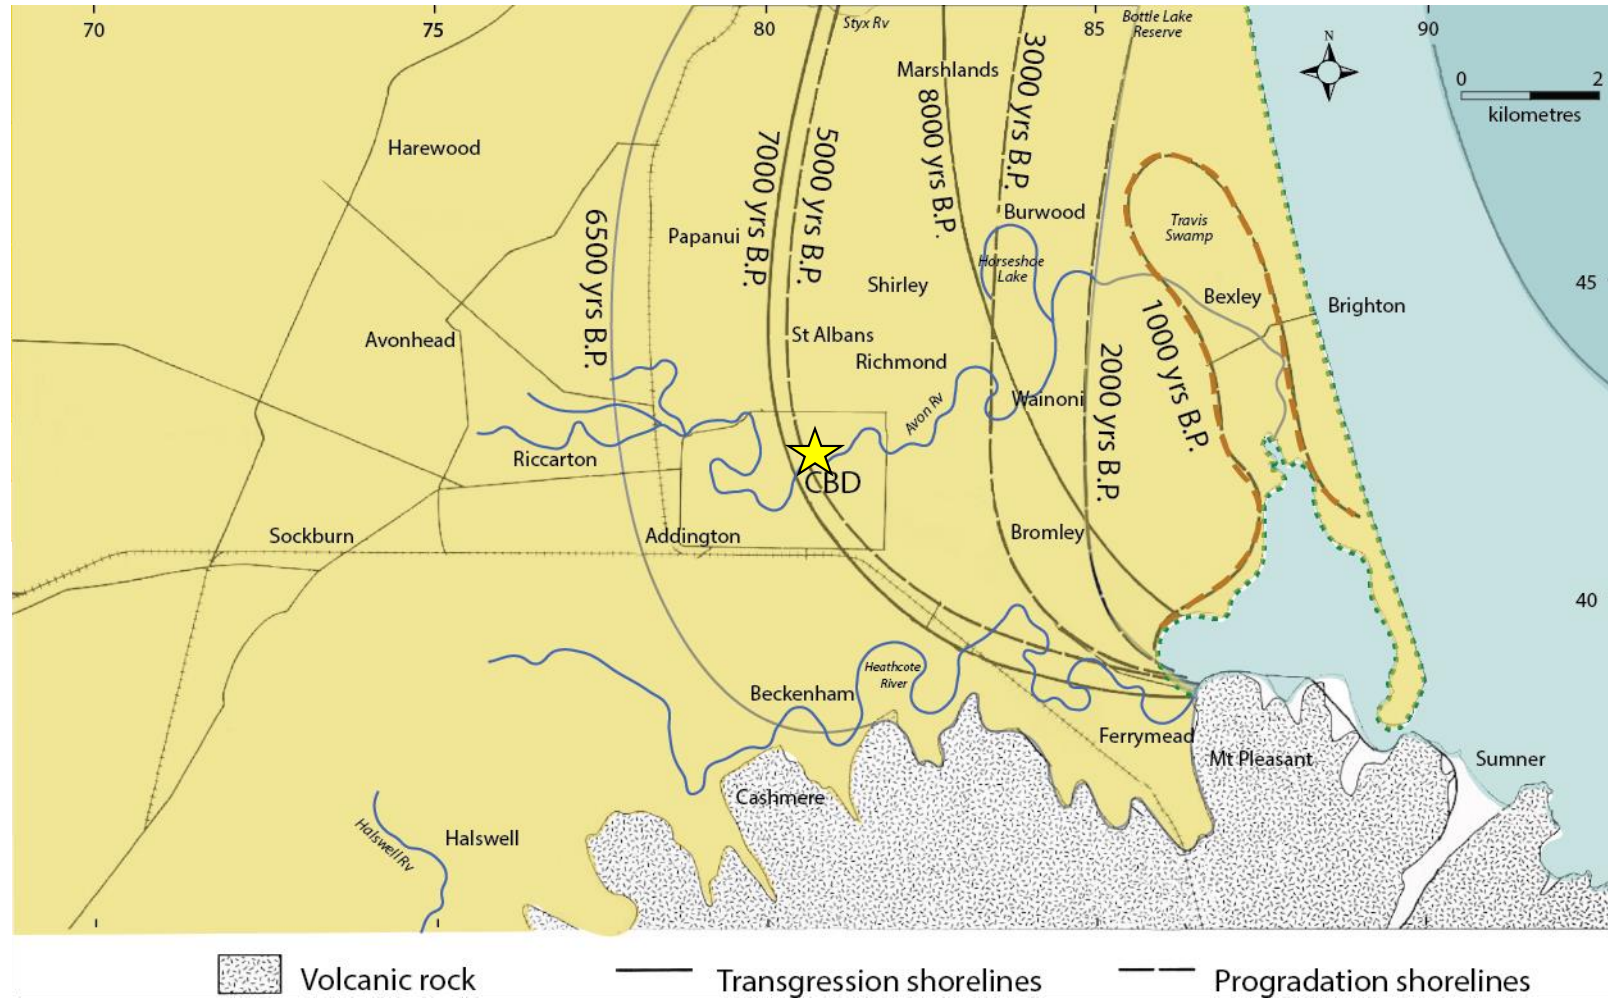 70
75
80
85
90
Styx Rv
Bottle Lake
Reserve
N
0
2
kilometres
Marshlands
3000 yrs B.P.
8000 yrs B.P.
7000 yrs B.P.
5000 yrs B.P.
6500 yrs B.P.
Harewood
Papanui
Burwood
Travis
Swamp
Horseshoe
Lake
Shirley
Bexley
45
Brighton
Avonhead
St Albans
Richmond
1000 yrs B.P.
2000 yrs B.P.
Wainoni
Avon Rv
Riccarton
CBD
Sockburn
Addington
Bromley
40
Heathcote
River
Beckenham
Ferrymead
Mt Pleasant
Sumner
Cashmere
Halswell Rv
Halswell
Volcanic rock
Transgression shorelines
Progradation shorelines